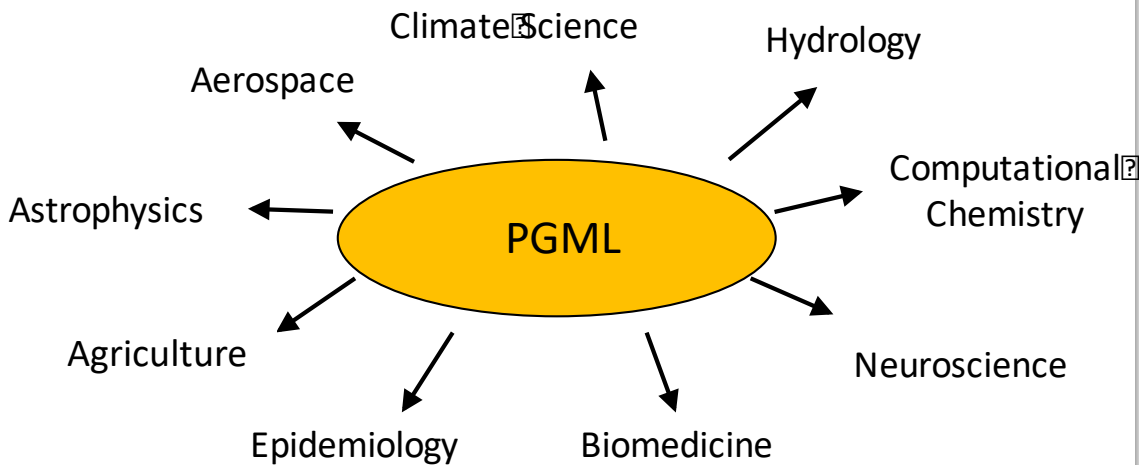 Climate Science
Hydrology
Aerospace
Computational
Chemistry
Astrophysics
PGML
Agriculture
Neuroscience
Epidemiology
Biomedicine